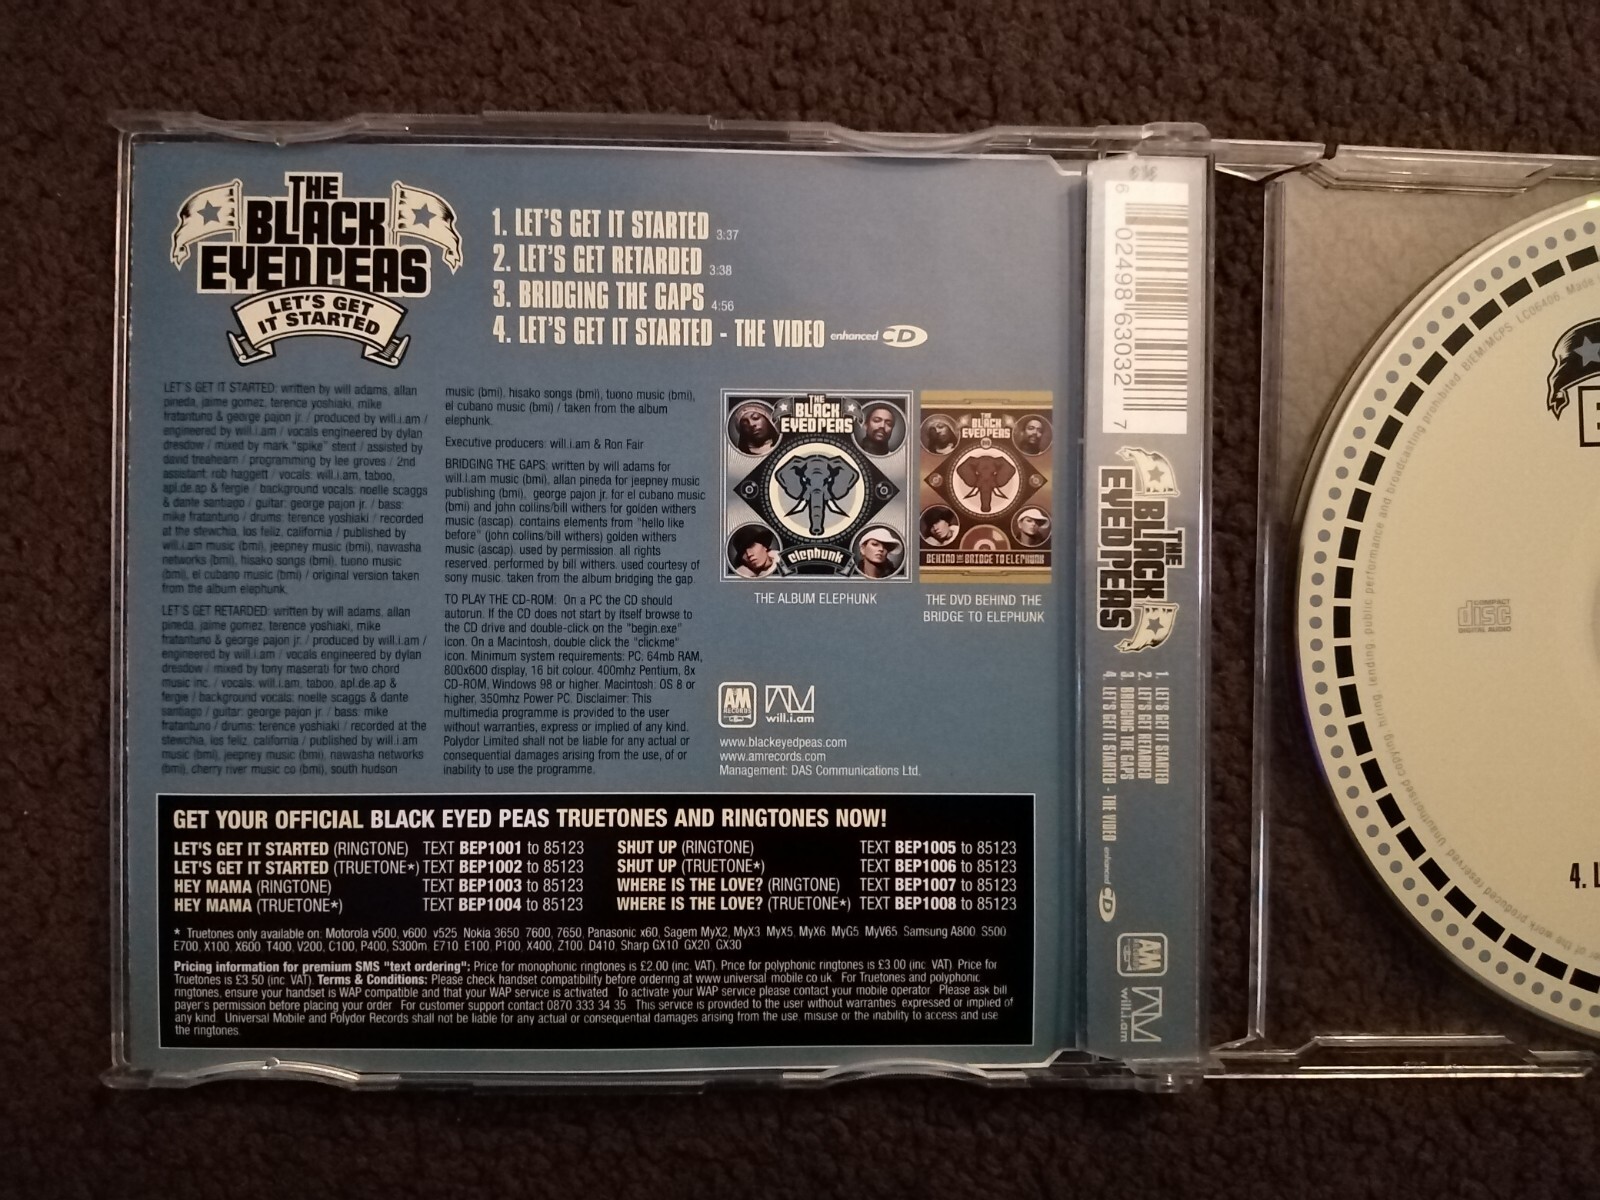 THE
BLACK
EYED PEAS
LET'S GET
IT STARTED
1. LET'S GET IT STARTED 3:37
2. LET'S GET RETARDED 3:38
3. BRIDGING THE GAPS 4:56
4. LET'S GET IT STARTED - THE VIDEO enhanced CD
LET'S GET IT STARTED: written by will adams, allan
pineda, jaime gomez, terence yoshiaki, mike
fratantuno & george pajon jr. / produced by will.i.am /
engineered by will.i.am / vocals engineered by dylan
dresdow / mixed by mark "spike" stent / assisted by
david treahearn / programming by lee groves / 2nd
assistant: rob haggett / vocals: will.i.am, taboo,
apl.de.ap & fergie / background vocals: noelle scaggs
& dante santiago / guitar: george pajon jr. / bass:
mike fratantuno / drums: terence yoshiaki / recorded
at the stewchia, los feliz, california / published by
will.i.am music (bmi), jeepney music (bmi), nawasha
networks (bmi), hisako songs (bmi), tuono music
(bmi), el cubano music (bmi) / original version taken
from the album elephunk.
LET'S GET RETARDED: written by will adams, allan
pineda, jaime gomez, terence yoshiaki, mike
fratantuno & george pajon jr. / produced by will.i.am /
engineered by will.i.am / vocals engineered by dylan
dresdow / mixed by tony maserati for two chord
music inc. / vocals: will.i.am, taboo, apl.de.ap &
fergie / background vocals: noelle scaggs & dante
santiago / guitar: george pajon jr. / bass: mike
fratantuno / drums: terence yoshiaki / recorded at the
stewchia, los feliz, california / published by will.i.am
music (bmi), jeepney music (bmi), nawasha networks
(bmi), cherry river music co (bmi), south hudson
music (bmi), hisako songs (bmi), tuono music (bmi),
el cubano music (bmi) / taken from the album
elephunk.
Executive producers: will.i.am & Ron Fair
BRIDGING THE GAPS: written by will adams for
will.i.am music (bmi), allan pineda for jeepney music
publishing (bmi), george pajon jr. for el cubano music
(bmi) and john collins/bill withers for golden withers
music (ascap). contains elements from "hello like
before" (john collins/bill withers) golden withers
music (ascap). used by permission. all rights
reserved. performed by bill withers. used courtesy of
sony music. taken from the album bridging the gap.
TO PLAY THE CD-ROM: On a PC the CD should
autorun. If the CD does not start by itself browse to
the CD drive and double-click on the "begin.exe"
icon. On a Macintosh, double click the "clickme"
icon. Minimum system requirements: PC: 64mb RAM,
800x600 display, 16 bit colour. 400mhz Pentium, 8x
CD-ROM, Windows 98 or higher. Macintosh: OS 8 or
higher, 350mhz Power PC. Disclaimer: This
multimedia programme is provided to the user
without warranties, express or implied of any kind.
Polydor Limited shall not be liable for any actual or
consequential damages arising from the use, of or
inability to use the programme.
THE
BLACK
EYED PEAS
elephunk
THE ALBUM ELEPHUNK
THE
BLACK
EYED PEAS
BEHIND THE BRIDGE TO ELEPHUNK
THE DVD BEHIND THE
BRIDGE TO ELEPHUNK
A&M
RECORDS
will.i.am
www.blackeyedpeas.com
www.amrecords.com
Management: DAS Communications Ltd.
GET YOUR OFFICIAL BLACK EYED PEAS TRUETONES AND RINGTONES NOW!
LET'S GET IT STARTED (RINGTONE) TEXT BEP1001 to 85123
LET'S GET IT STARTED (TRUETONE*) TEXT BEP1002 to 85123
HEY MAMA (RINGTONE) TEXT BEP1003 to 85123
HEY MAMA (TRUETONE*) TEXT BEP1004 to 85123
SHUT UP (RINGTONE) TEXT BEP1005 to 85123
SHUT UP (TRUETONE*) TEXT BEP1006 to 85123
WHERE IS THE LOVE? (RINGTONE) TEXT BEP1007 to 85123
WHERE IS THE LOVE? (TRUETONE*) TEXT BEP1008 to 85123
* Truetones only available on: Motorola v500, v600, v525, Nokia 3650, 7600, 7650, Panasonic x60, Sagem MyX2, MyX3, MyX5, MyX6, MyG5, MyV65, Samsung A800, S500,
E700, X100, X600, T400, V200, C100, P400, S300m, E710, E100, P100, X400, Z100, D410, Sharp GX10, GX20, GX30
Pricing information for premium SMS "text ordering": Price for monophonic ringtones is £2.00 (inc. VAT). Price for polyphonic ringtones is £3.00 (inc. VAT). Price for
Truetones is £3.50 (inc. VAT). Terms & Conditions: Please check handset compatibility before ordering at www.universal mobile.co.uk For Truetones and polyphonic
ringtones, ensure your handset is WAP compatible and that your WAP service is activated. To activate your WAP service please contact your mobile operator. Please ask bill
payer's permission before placing your order. For customer support contact 0870 333 34 35. This service is provided to the user without warranties, expressed or implied of
any kind. Universal Mobile and Polydor Records shall not be liable for any actual or consequential damages arising from the use, misuse or the inability to access and use
the ringtones.
6 02498 63032 7
THE
BLACK
EYED PEAS
1. LET'S GET IT STARTED
2. LET'S GET RETARDED
3. BRIDGING THE GAPS
4. LET'S GET IT STARTED - THE VIDEO enhanced CD
A&M
RECORDS
will.i.am
of the work produced reserved. Unauthorised copying, hiring, lending, public performance and broadcasting prohibited. BIEM/MCPS. LC06406. Made
COMPACT
disc
DIGITAL AUDIO
4. L